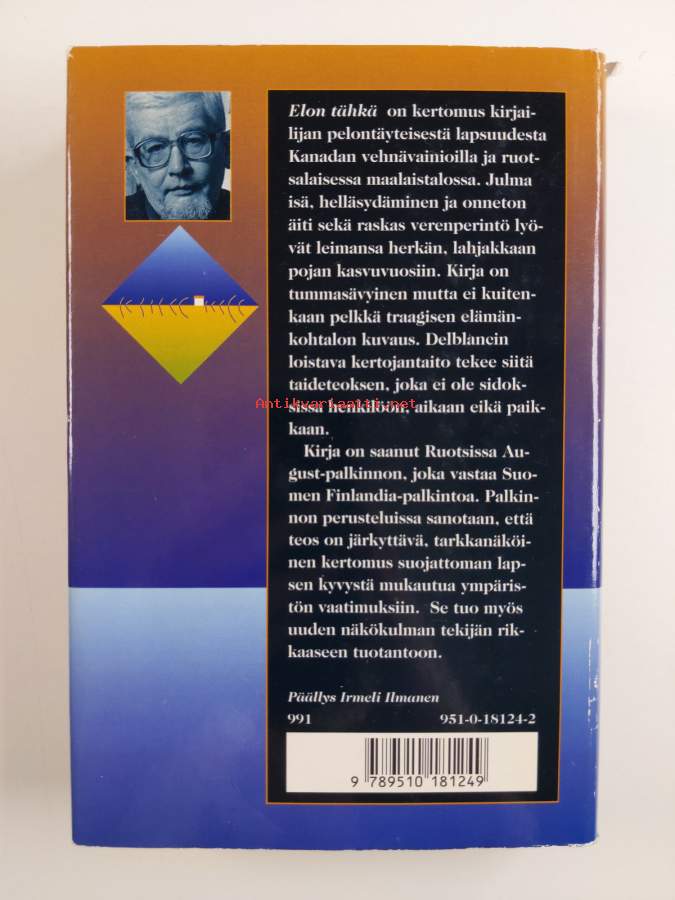 Elon tähkä on kertomus kirjai-
lijan pelontäyteisestä lapsuudesta
Kanadan vehnävainioilla ja ruot-
salaisessa maalaistalossa. Julma
isä, helläsydäminen ja onneton
äiti sekä raskas verenperintö lyö-
vät leimansa herkän, lahjakkaan
pojan kasvuvuosiin. Kirja on
tummasävyinen mutta ei kuiten-
kaan pelkkä traagisen elämän-
kohtalon kuvaus. Delblancin
loistava kertojantaito tekee siitä
taideteoksen, joka ei ole sidok-
Antikvariaatti.net
sissa henkilöön, aikaan eikä paik-
kaan.
Kirja on saanut Ruotsissa Au-
gust-palkinnon, joka vastaa Suo-
men Finlandia-palkintoa. Palkin-
non perusteluissa sanotaan, että
teos on järkyttävä, tarkkanäköi-
nen kertomus suojattoman lap-
sen kyvystä mukautua ympäris-
tön vaatimuksiin. Se tuo myös
uuden näkökulman tekijän rik-
kaaseen tuotantoon.
Päällys Irmeli Ilmanen
991 951-0-18124-2
9 789510 181249